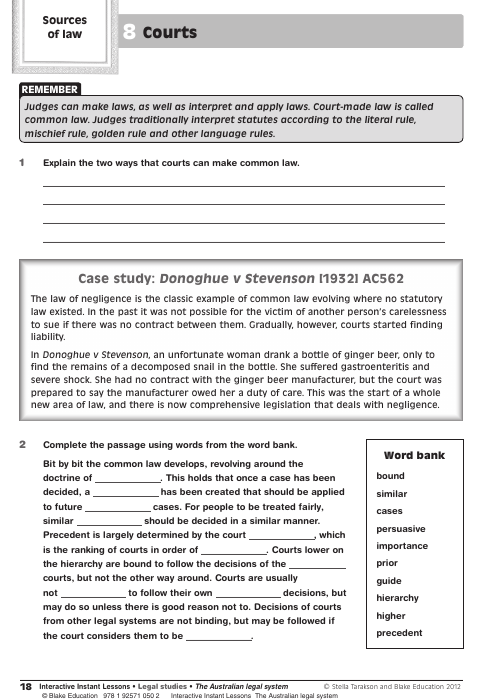 Sources
of law
8 Courts
REMEMBER
Judges can make laws, as well as interpret and apply laws. Court-made law is called
common law. Judges traditionally interpret statutes according to the literal rule,
mischief rule, golden rule and other language rules.
1 Explain the two ways that courts can make common law.
Case study: Donoghue v Stevenson [1932] AC562
The law of negligence is the classic example of common law evolving where no statutory
law existed. In the past it was not possible for the victim of another person's carelessness
to sue if there was no contract between them. Gradually, however, courts started finding
liability.
In Donoghue v Stevenson, an unfortunate woman drank a bottle of ginger beer, only to
find the remains of a decomposed snail in the bottle. She suffered gastroenteritis and
severe shock. She had no contract with the ginger beer manufacturer, but the court was
prepared to say the manufacturer owed her a duty of care. This was the start of a whole
new area of law, and there is now comprehensive legislation that deals with negligence.
2 Complete the passage using words from the word bank.
Bit by bit the common law develops, revolving around the
doctrine of ____________. This holds that once a case has been
decided, a ____________ has been created that should be applied
to future ____________ cases. For people to be treated fairly,
similar ____________ should be decided in a similar manner.
Precedent is largely determined by the court ____________, which
is the ranking of courts in order of ____________. Courts lower on
the hierarchy are bound to follow the decisions of the ____________
courts, but not the other way around. Courts are usually
not ____________ to follow their own ____________ decisions, but
may do so unless there is good reason not to. Decisions of courts
from other legal systems are not binding, but may be followed if
the court considers them to be ____________.
Word bank
bound
similar
cases
persuasive
importance
prior
guide
hierarchy
higher
precedent
18 Interactive Instant Lessons • Legal studies • The Australian legal system © Stella Tarakson and Blake Education 2012
© Blake Education 978 1 92571 050 2 Interactive Instant Lessons The Australian legal system